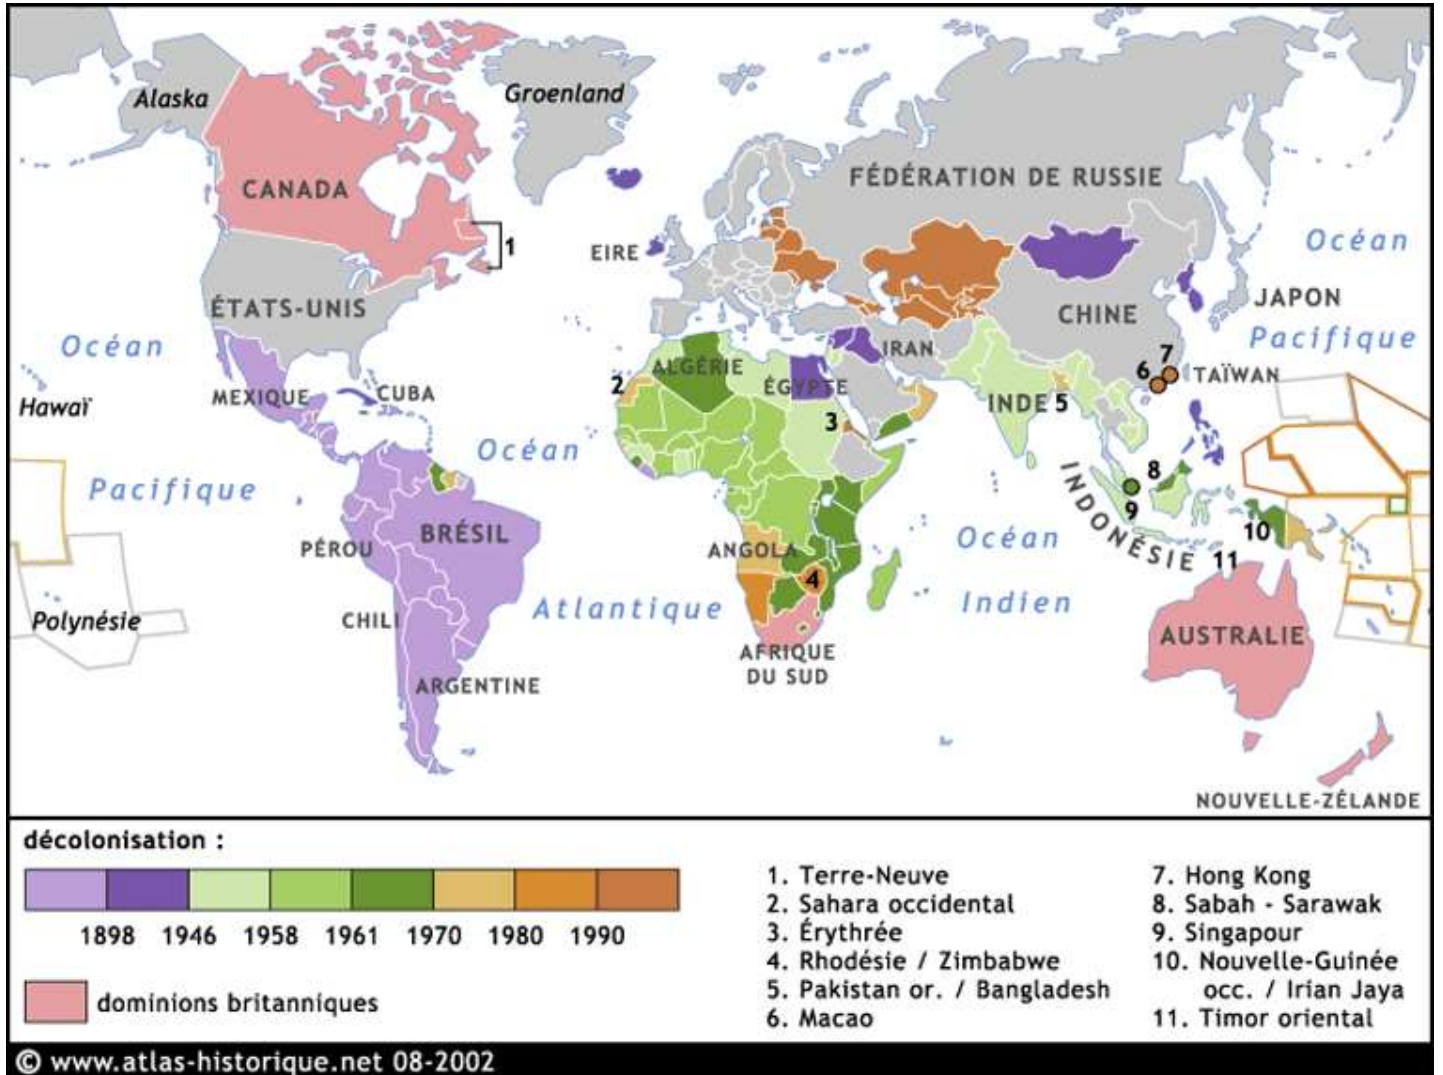 Alaska
Groenland
CANADA
1
EIRE
FÉDÉRATION DE RUSSIE
Océan
ÉTATS-UNIS
CHINE
JAPON
Océan
Pacifique
Hawaï
MEXIQUE
CUBA
2
ALGÉRIE
ÉGYPTE
IRAN
3
INDE
5
6
7
TAÏWAN
Océan
Pacifique
PÉROU
BRÉSIL
ANGOLA
Océan
INDONÉSIE
8
9
10
11
Polynésie
CHILI
Atlantique
4
Indien
AUSTRALIE
ARGENTINE
AFRIQUE
DU SUD
NOUVELLE-ZÉLANDE
décolonisation :
1898 1946 1958 1961 1970 1980 1990
dominions britanniques
1. Terre-Neuve
2. Sahara occidental
3. Érythrée
4. Rhodésie / Zimbabwe
5. Pakistan or. / Bangladesh
6. Macao
7. Hong Kong
8. Sabah - Sarawak
9. Singapour
10. Nouvelle-Guinée
occ. / Irian Jaya
11. Timor oriental
© www.atlas-historique.net 08-2002